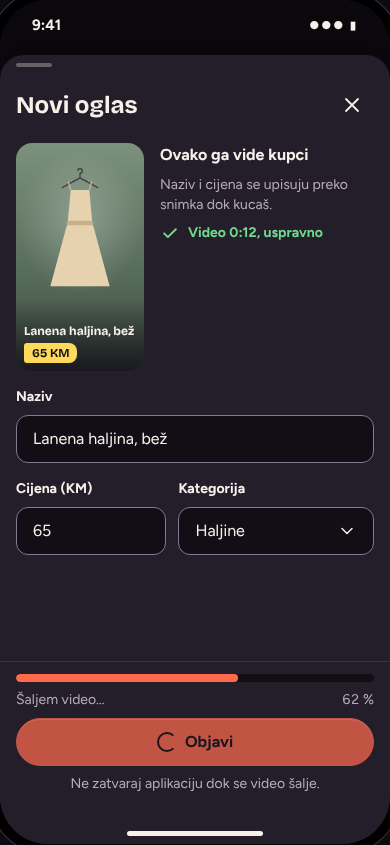 9:41
Novi oglas
Ovako ga vide kupci
Naziv i cijena se upisuju preko
snimka dok kucaš.
Video 0:12, uspravno
Lanena haljina, bež
65 KM
Naziv
Lanena haljina, bež
Cijena (KM)
Kategorija
65
Haljine
Šaljem video…
62 %
Objavi
Ne zatvaraj aplikaciju dok se video šalje.